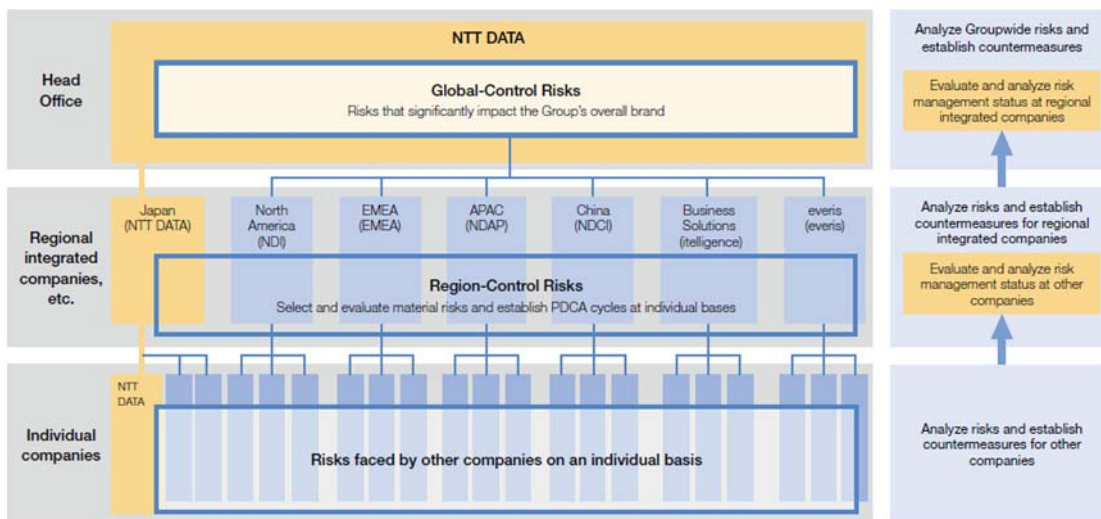 Head
Office
NTT DATA
Global-Control Risks
Risks that significantly impact the Group's overall brand
Analyze Groupwide risks and
establish countermeasures
Evaluate and analyze risk
management status at regional
integrated companies
Regional
integrated
companies,
etc.
Japan
(NTT DATA)
North
America
(NDI)
EMEA
(EMEA)
APAC
(NDAP)
China
(NDCI)
Business
Solutions
(itelligence)
everis
(everis)
Region-Control Risks
Select and evaluate material risks and establish PDCA cycles at individual bases
Analyze risks and establish
countermeasures for regional
integrated companies
Evaluate and analyze risk
management status at other
companies
Individual
companies
NTT
DATA
Risks faced by other companies on an individual basis
Analyze risks and establish
countermeasures for other
companies